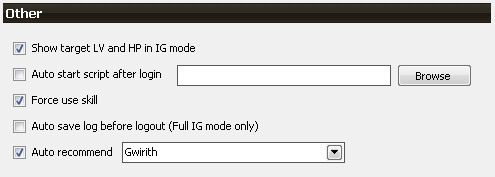 Other
Show target LV and HP in IG mode
Auto start script after login Browse
Force use skill
Auto save log before logout (Full IG mode only)
Auto recommend Gwirith